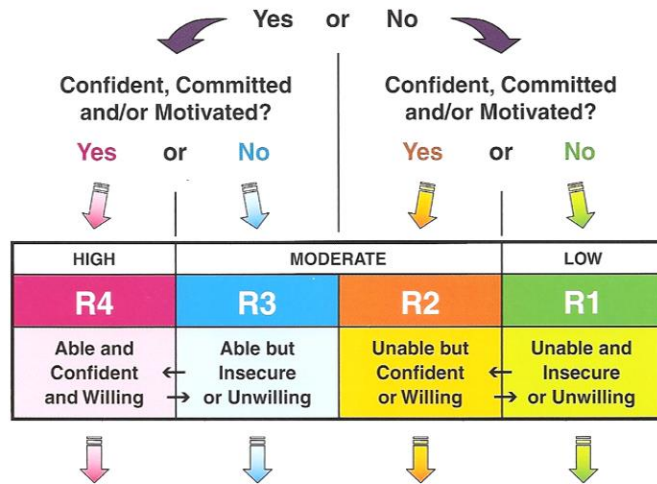 Yes or No
Confident, Committed
and/or Motivated?
Yes or No
Confident, Committed
and/or Motivated?
Yes or No
HIGH
MODERATE
LOW
R4
R3
R2
R1
Able and
Confident
and Willing
Able but
Insecure
or Unwilling
Unable but
Confident
or Willing
Unable and
Insecure
or Unwilling